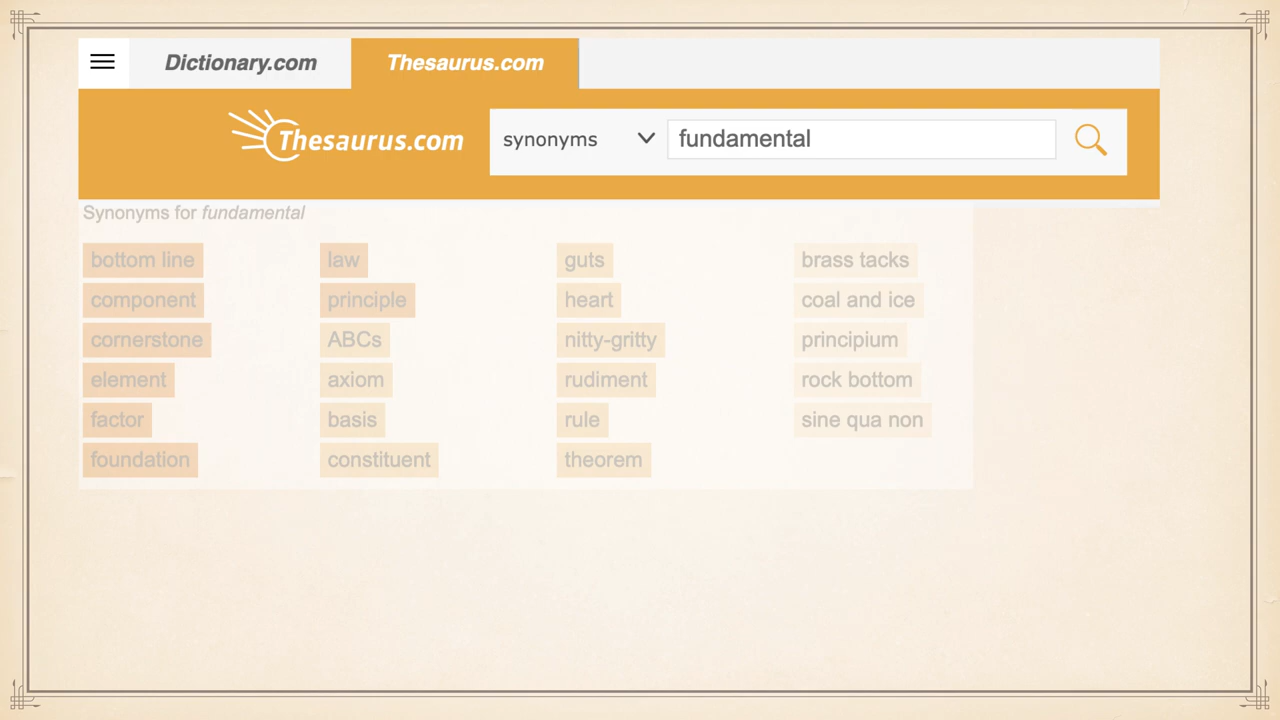 Dictionary.com
Thesaurus.com
Thesaurus.com
synonyms
fundamental
Synonyms for fundamental
bottom line
component
cornerstone
element
factor
foundation
law
principle
ABCs
axiom
basis
constituent
guts
heart
nitty-gritty
rudiment
rule
theorem
brass tacks
coal and ice
principium
rock bottom
sine qua non